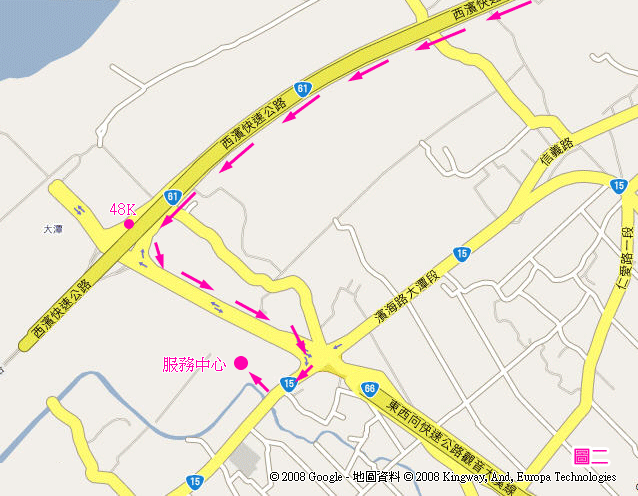 西濱快速公路
61
西濱快速公路
信義路
61
15
48K
大潭
仁愛路一段
15
濱海路大潭段
西濱快速公路
服務中心
15
66
東西向快速公路觀音大溪線
圖二
15
© 2008 Google - 地圖資料 © 2008 Kingway, And, Europa Technologies